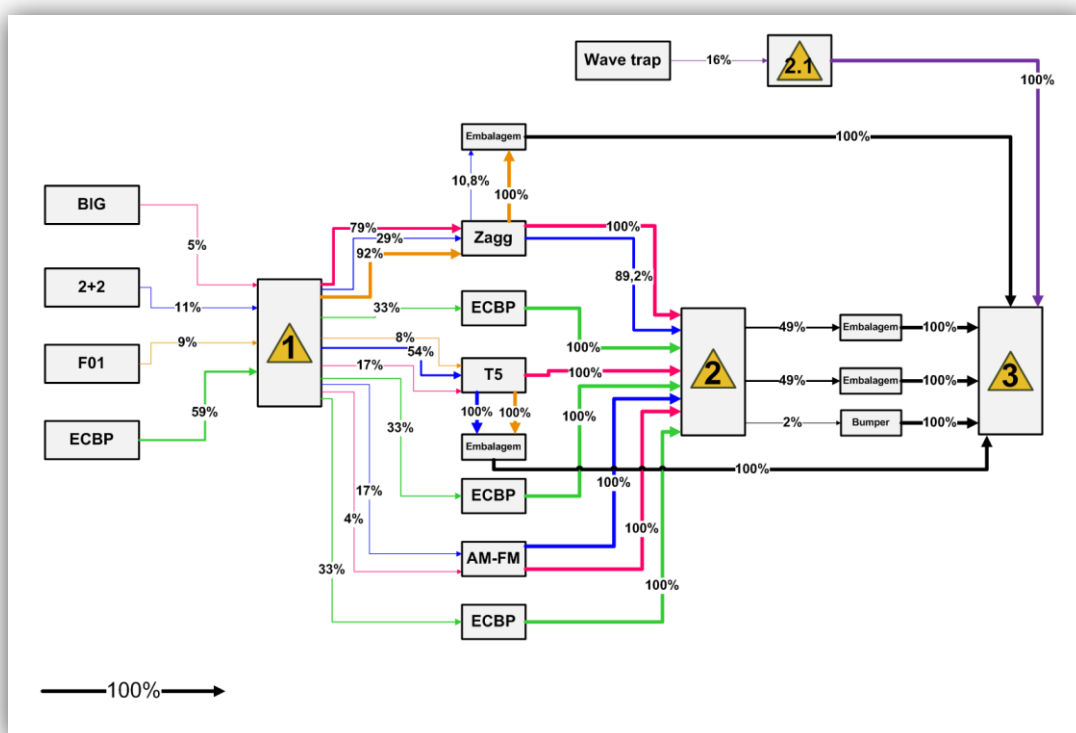 Wave trap
16%
2.1
100%
Embalagem
100%
10,8%
100%
BIG
5%
79%
29%
92%
Zagg
100%
89,2%
2+2
11%
33%
ECBP
100%
F01
9%
1
8%
54%
17%
T5
100%
100%
100%
Embalagem
2
49%
Embalagem
100%
49%
Embalagem
100%
2%
Bumper
100%
3
100%
ECBP
59%
33%
ECBP
100%
17%
4%
AM-FM
100%
100%
33%
ECBP
100%
100%